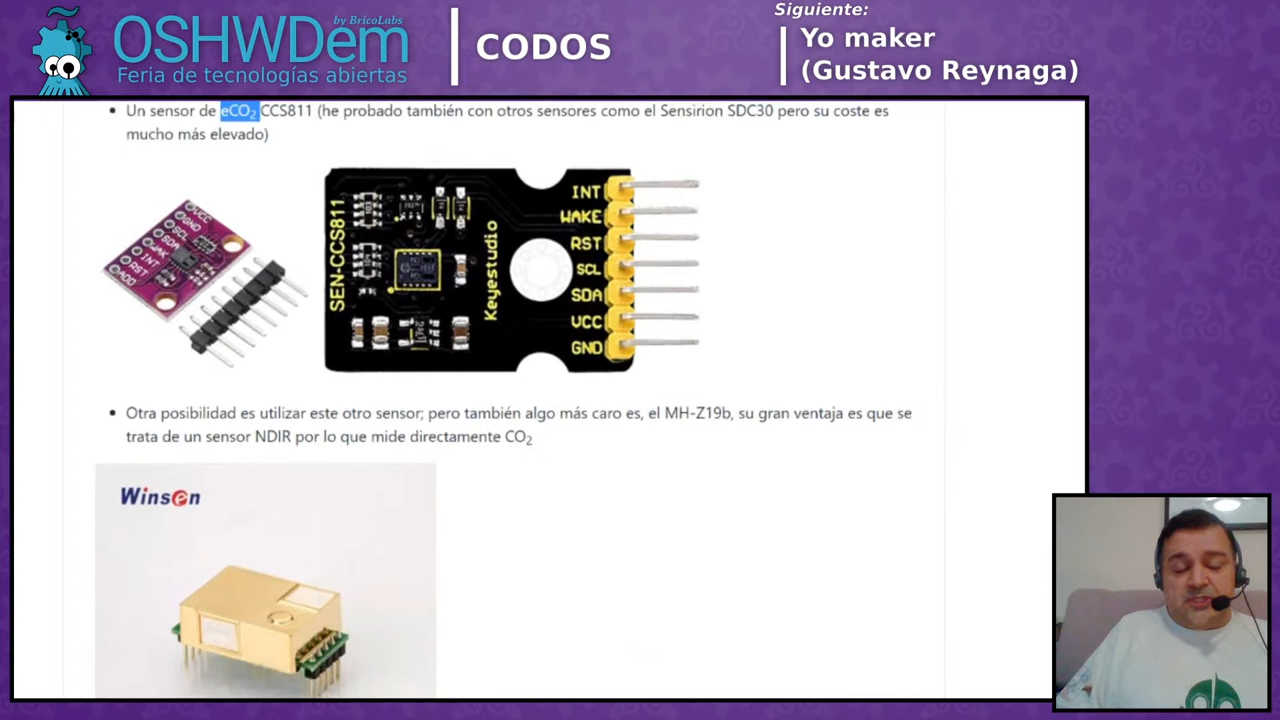 OSHWDem
by BricoLabs
Feria de tecnologías abiertas
CODOS
Siguiente:
Yo maker
(Gustavo Reynaga)
Un sensor de eCO2 CCS811 (he probado también con otros sensores como el Sensirion SDC30 pero su coste es
mucho más elevado)
VCC
GND
SCL
SDA
WAK
INT
RST
ADD
SEN-CCS811
Keyestudio
INT
WAKE
RST
SCL
SDA
VCC
GND
Otra posibilidad es utilizar este otro sensor; pero también algo más caro es, el MH-Z19b, su gran ventaja es que se
trata de un sensor NDIR por lo que mide directamente CO2
Winsen